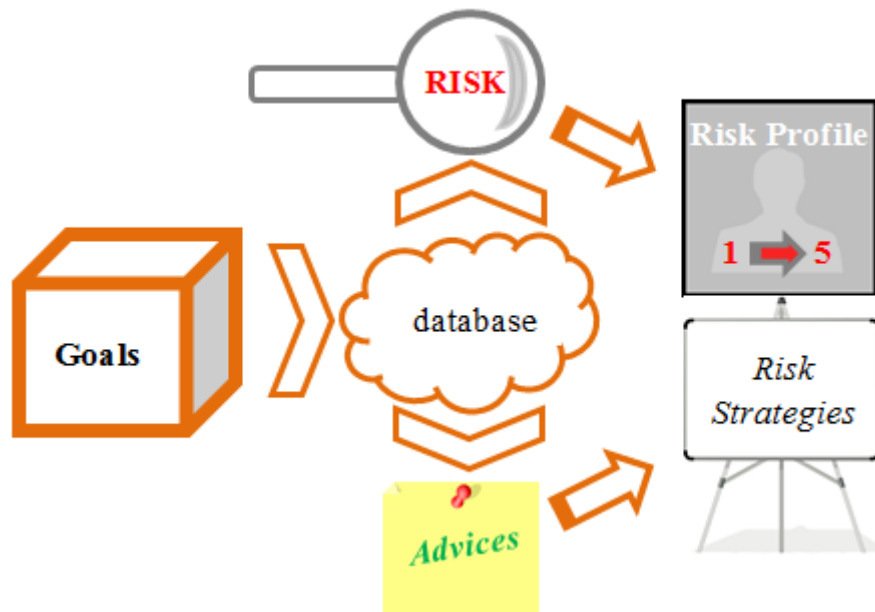 RISK
Risk Profile
1 5
Goals
database
Risk
Strategies
Advices